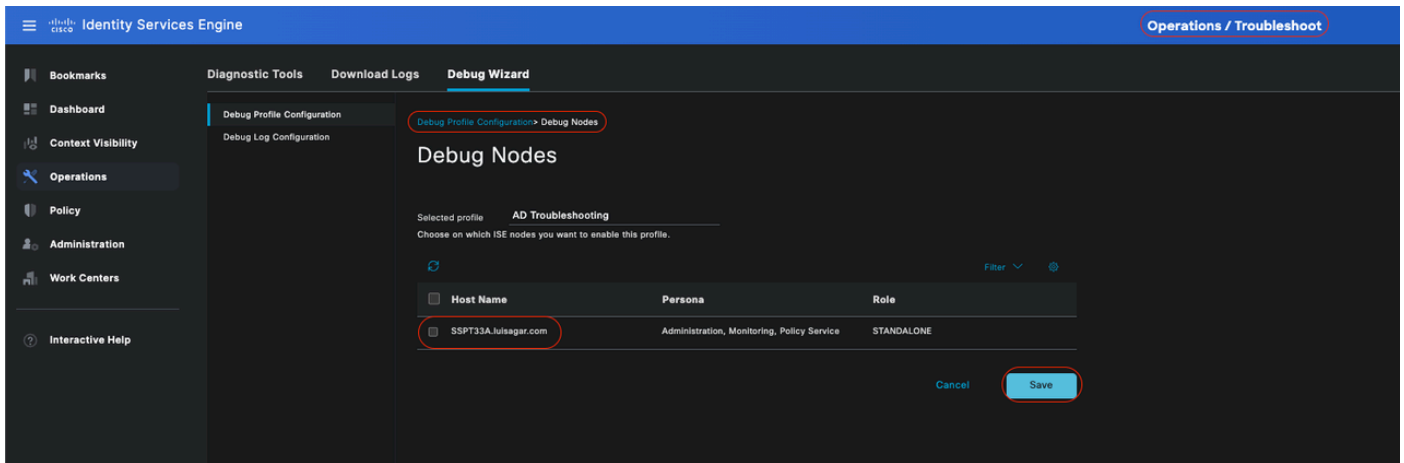 cisco Identity Services Engine
Operations / Troubleshoot
Bookmarks
Dashboard
Context Visibility
Operations
Policy
Administration
Work Centers
Interactive Help
Diagnostic Tools Download Logs Debug Wizard
Debug Profile Configuration
Debug Log Configuration
Debug Profile Configuration> Debug Nodes
Debug Nodes
Selected profile AD Troubleshooting
Choose on which ISE nodes you want to enable this profile.
Filter
Host Name Persona Role
SSPT33A.luisagar.com Administration, Monitoring, Policy Service STANDALONE
Cancel Save